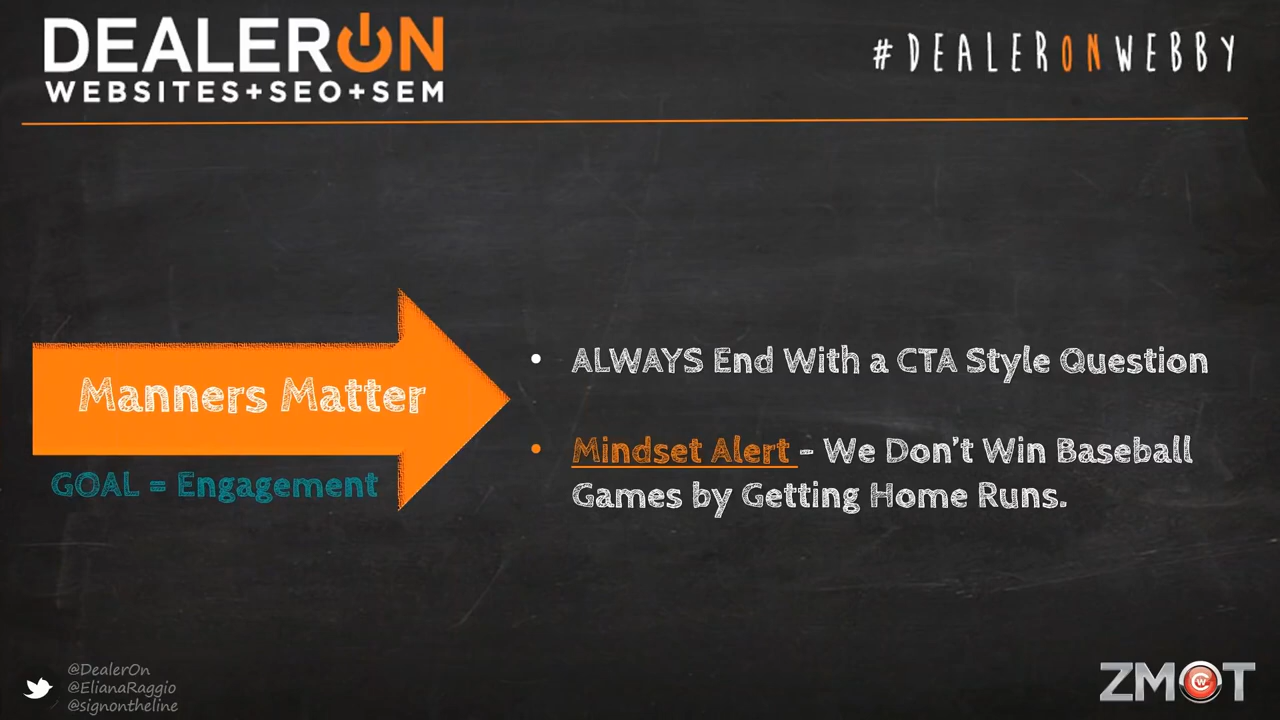 DEALERON
WEBSITES+SEO+SEM
#DEALERONWEBBY
Manners Matter
GOAL = Engagement
• ALWAYS End With a CTA Style Question
• Mindset Alert - We Don't Win Baseball
Games by Getting Home Runs.
@DealerOn
@ElianaRaggio
@signontheline
ZMOT